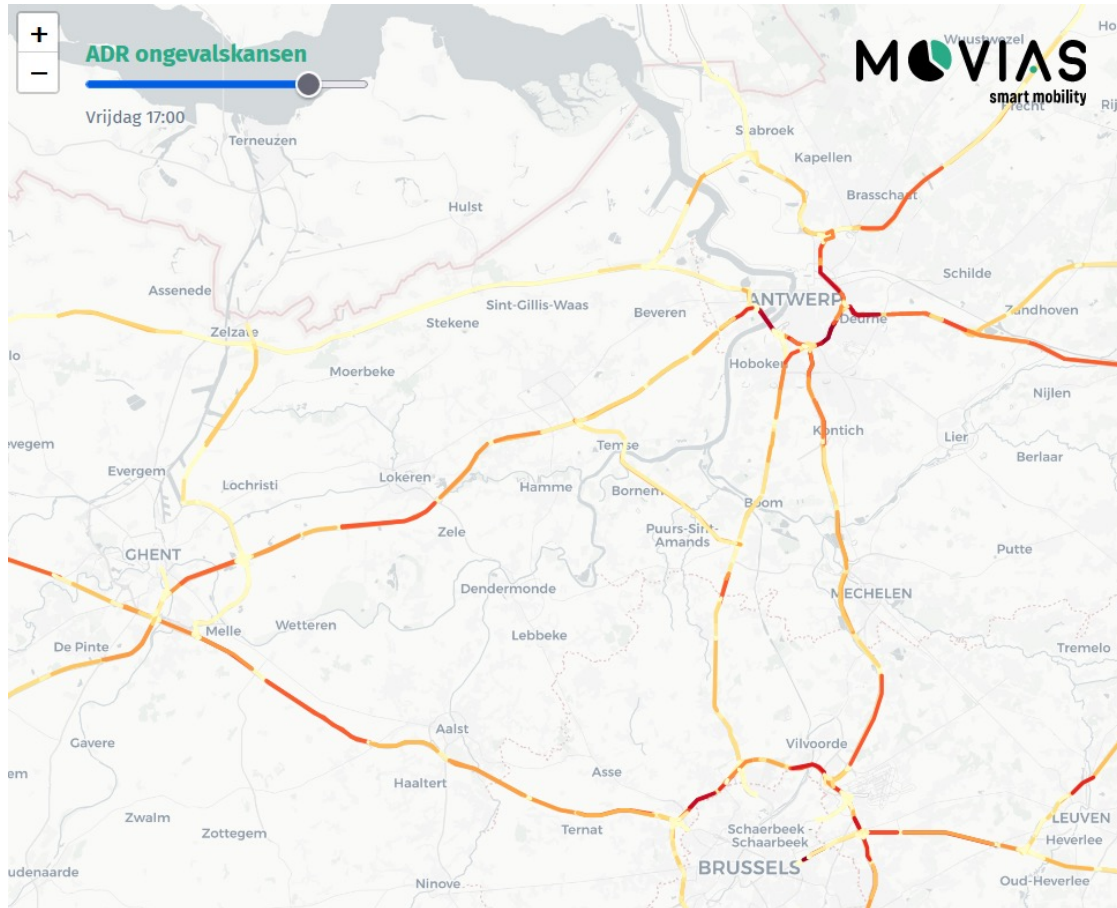 +
−
ADR ongevalskansen
Vrijdag 17:00
MOVIAS
smart mobility
Wuustwezel
Terneuzen
Stabroek
Kapellen
Brasschaat
Hulst
Assenede
Schilde
Sint-Gillis-Waas
ANTWERP
Zandhoven
Stekene
Beveren
Deurne
Zelzate
Moerbeke
Hoboken
Nijlen
Kontich
Lier
Temse
Berlaar
Evergem
Lokeren
Lochristi
Hamme
Bornem
Boom
Zele
Puurs-Sint-
Amands
GHENT
Putte
Dendermonde
MECHELEN
Wetteren
Melle
Lebbeke
De Pinte
Tremelo
Aalst
Gavere
Vilvoorde
Asse
Haaltert
Zwalm
LEUVEN
Zottegem
Ternat
Schaerbeek -
Schaarbeek
Heverlee
BRUSSELS
Ninove
Oud-Heverlee